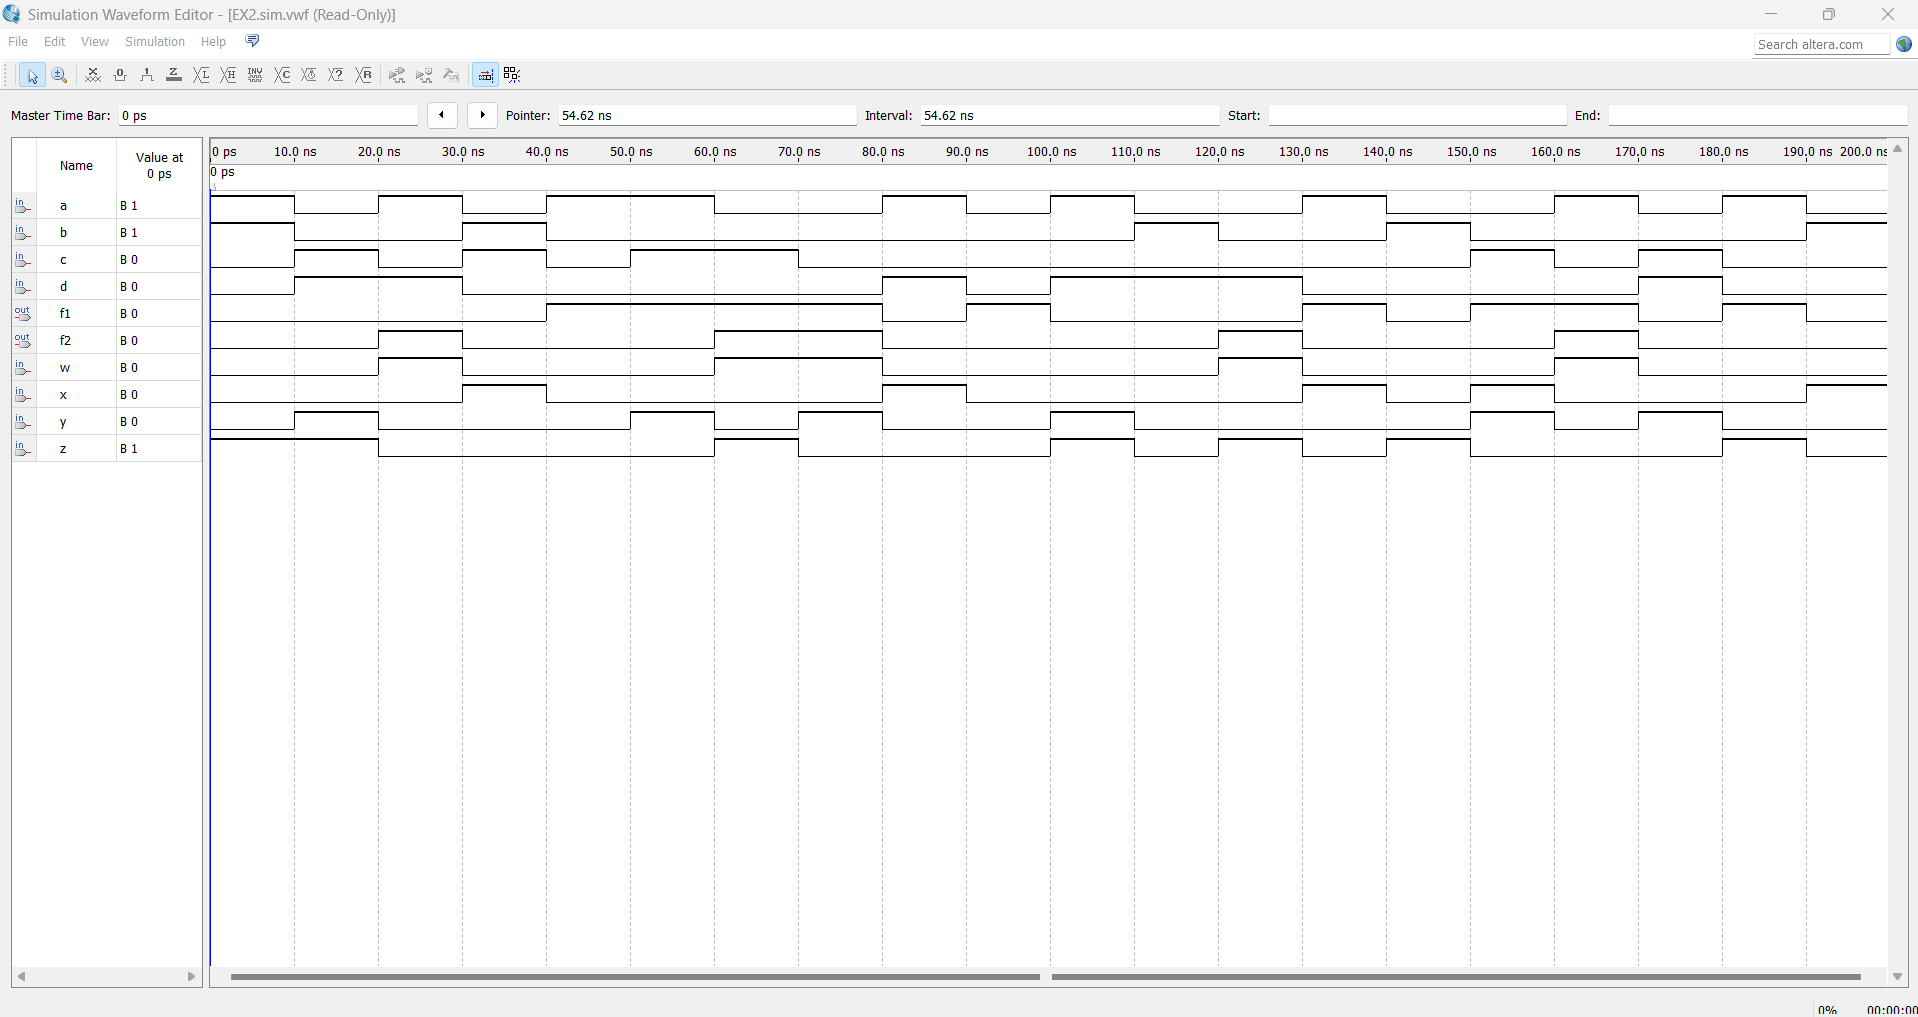 Simulation Waveform Editor - [EX2.sim.vwf (Read-Only)]
File Edit View Simulation Help
Search altera.com
Master Time Bar: 0 ps Pointer: 54.62 ns Interval: 54.62 ns Start: End:
Name Value at 0 ps
0 ps 10.0 ns 20.0 ns 30.0 ns 40.0 ns 50.0 ns 60.0 ns 70.0 ns 80.0 ns 90.0 ns 100.0 ns 110.0 ns 120.0 ns 130.0 ns 140.0 ns 150.0 ns 160.0 ns 170.0 ns 180.0 ns 190.0 ns 200.0 ns
0 ps
in a B 1
in b B 1
in c B 0
in d B 0
out f1 B 0
out f2 B 0
in w B 0
in x B 0
in y B 0
in z B 1
0% 00:00:00